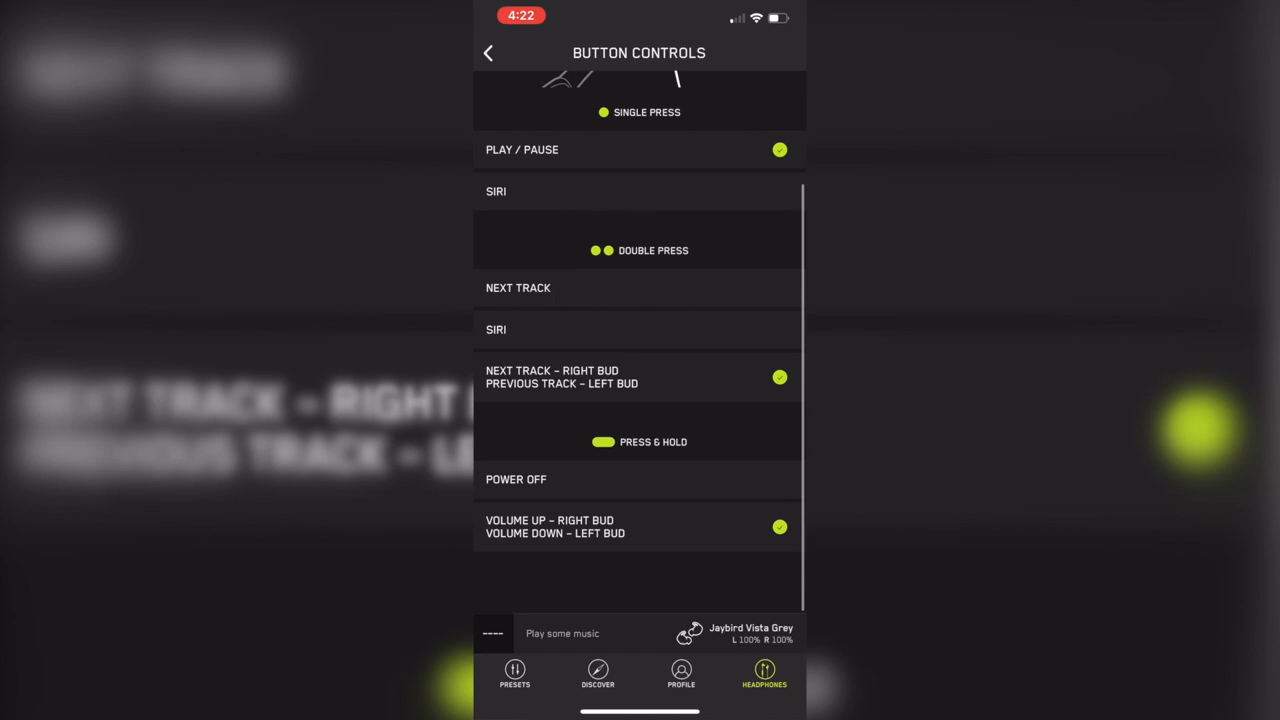 4:22
BUTTON CONTROLS
SINGLE PRESS
PLAY / PAUSE
SIRI
DOUBLE PRESS
NEXT TRACK
SIRI
NEXT TRACK – RIGHT BUD
PREVIOUS TRACK – LEFT BUD
PRESS & HOLD
POWER OFF
VOLUME UP – RIGHT BUD
VOLUME DOWN – LEFT BUD
----
Play some music
Jaybird Vista Grey
L 100% R 100%
PRESETS
DISCOVER
PROFILE
HEADPHONES